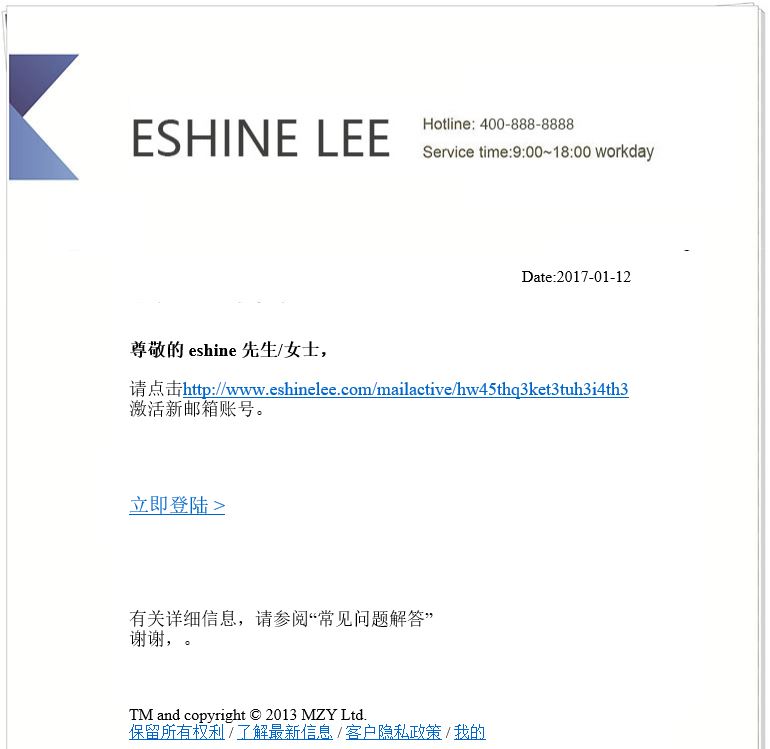 ESHINE LEE
Hotline: 400-888-8888
Service time:9:00~18:00 workday
Date:2017-01-12
尊敬的 eshine 先生/女士，
请点击http://www.eshinelee.com/mailactive/hw45thq3ket3tuh3i4th3
激活新邮箱账号。
立即登陆 >
有关详细信息，请参阅“常见问题解答”
谢谢，。
TM and copyright © 2013 MZY Ltd.
保留所有权利 / 了解最新信息 / 客户隐私政策 / 我的